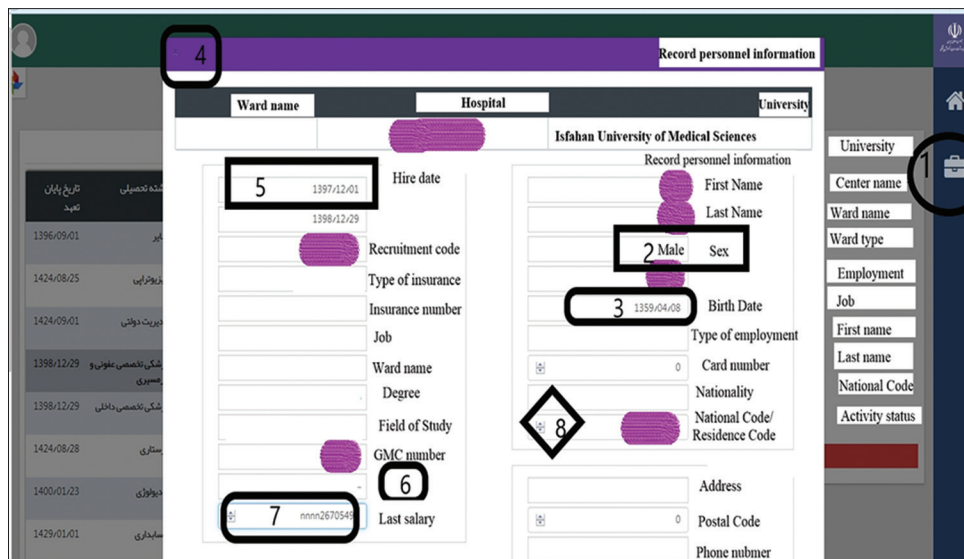 4
Record personnel information
Ward name
Hospital
University
Isfahan University of Medical Sciences
Record personnel information
5
1397/12/01
Hire date
First Name
1398/12/29
Last Name
Recruitment code
2 Male
Sex
Type of insurance
Insurance number
3
1359/04/08
Birth Date
Job
Type of employment
Ward name
0
Card number
Degree
Nationality
Field of Study
8
National Code/
Residence Code
GMC number
6
-
Address
7
nnnn2670549
Last salary
0
Postal Code
Phone nubmer
1
University
Center name
Ward name
Ward type
Employment
Job
First name
Last name
National Code
Activity status
تاریخ پایان
تعهد
شته تحصیلی
1396/09/01
1424/08/25
1424/09/01
1398/12/29
1398/12/29
شکی تخصصی داخلی
1424/08/28
1400/01/23
1429/01/01